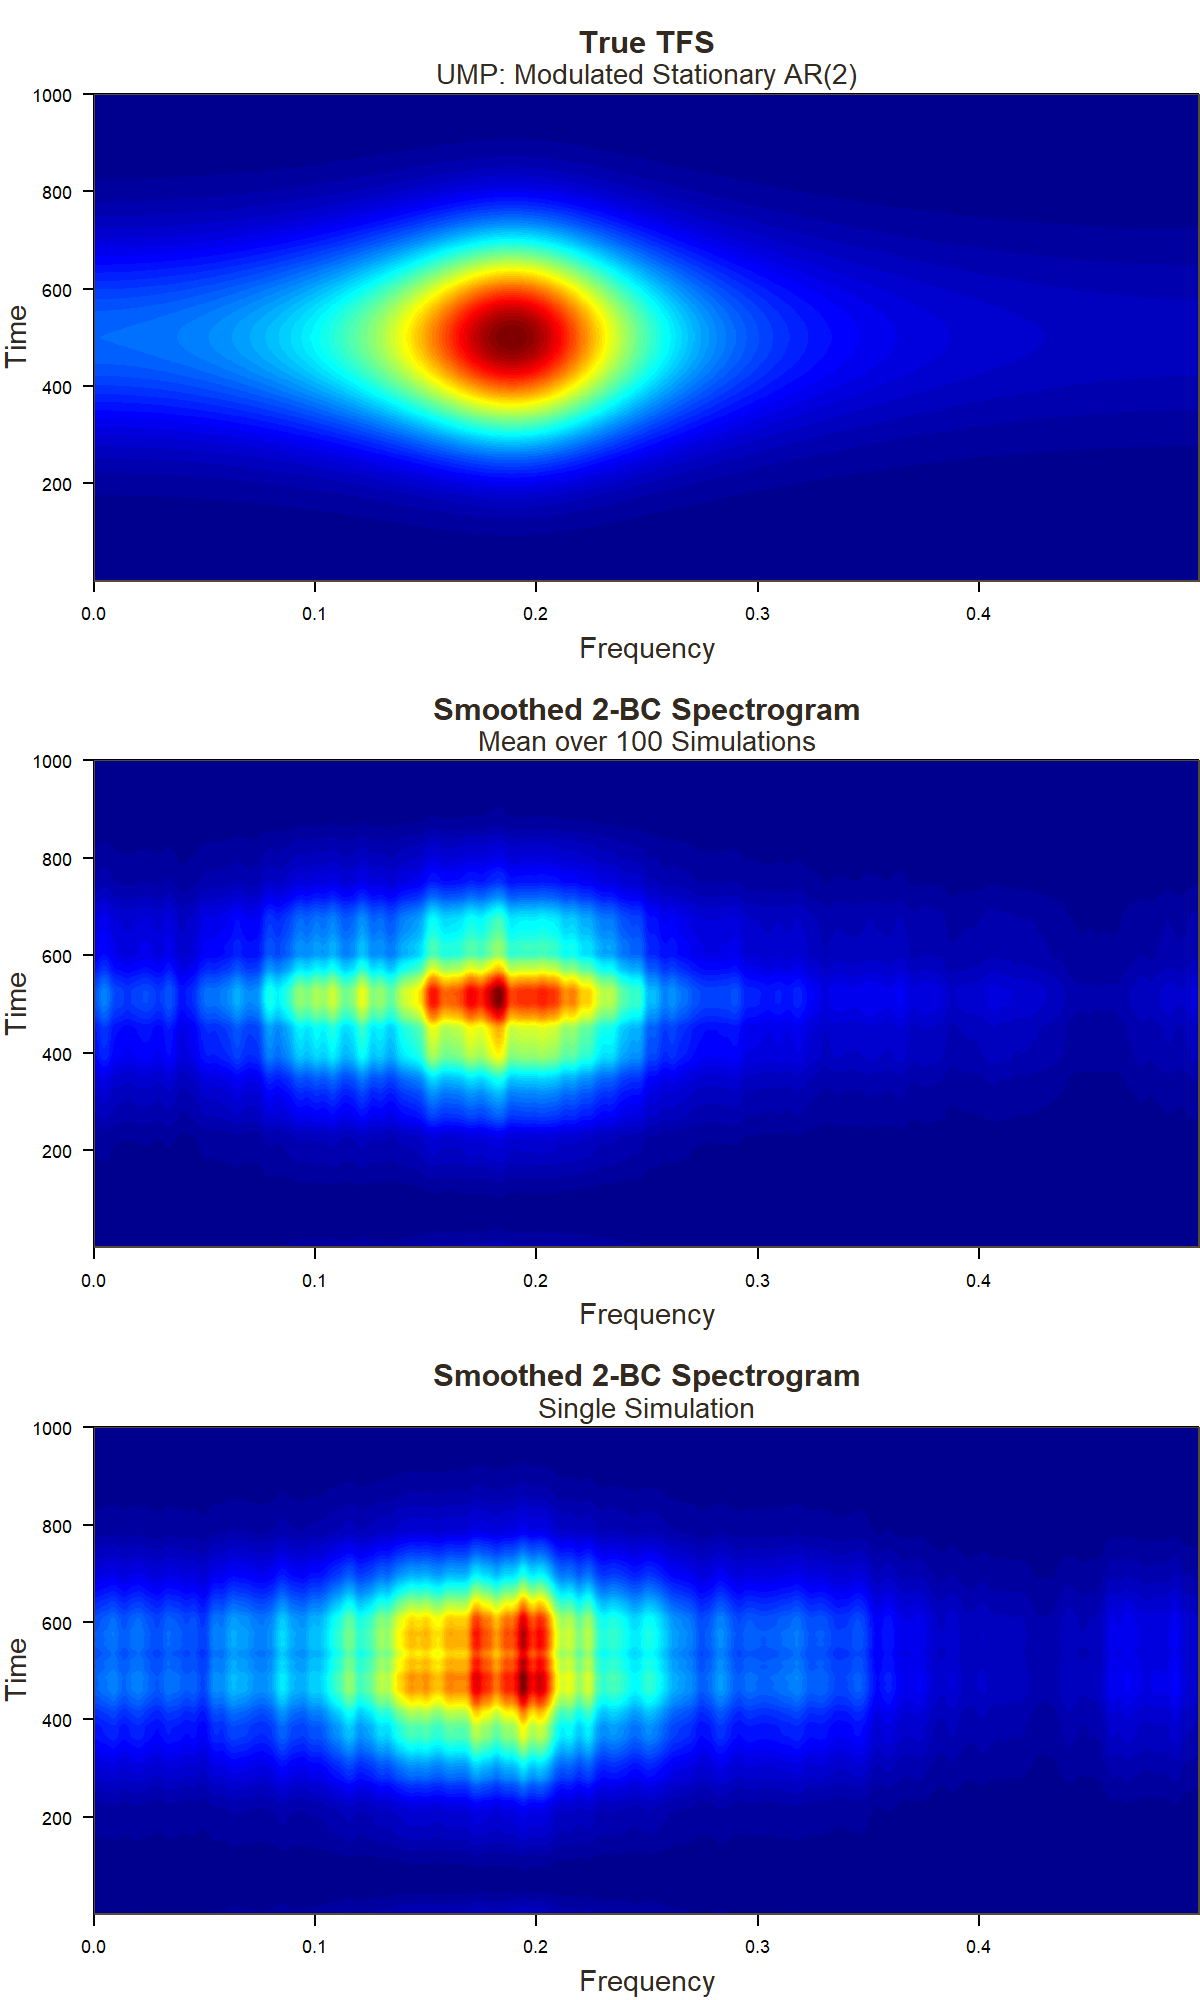 True TFS
UMP: Modulated Stationary AR(2)
1000
800
600
400
200
Time
0.0 0.1 0.2 0.3 0.4
Frequency
Smoothed 2-BC Spectrogram
Mean over 100 Simulations
1000
800
600
400
200
Time
0.0 0.1 0.2 0.3 0.4
Frequency
Smoothed 2-BC Spectrogram
Single Simulation
1000
800
600
400
200
Time
0.0 0.1 0.2 0.3 0.4
Frequency